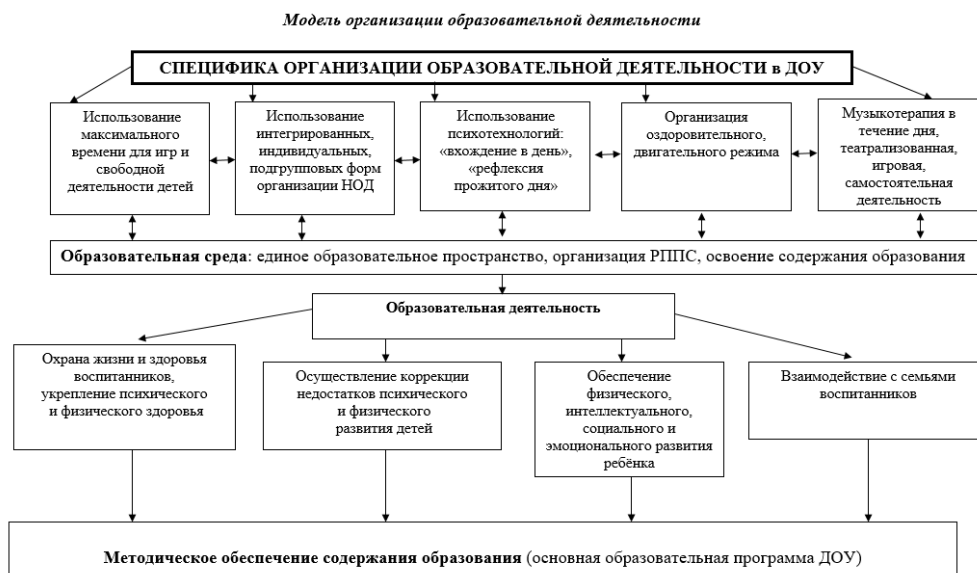 Модель организации образовательной деятельности
СПЕЦИФИКА ОРГАНИЗАЦИИ ОБРАЗОВАТЕЛЬНОЙ ДЕЯТЕЛЬНОСТИ в ДОУ
Использование
максимального
времени для игр и
свободной
деятельности детей
Использование
интегрированных,
индивидуальных,
подгрупповых форм
организации НОД
Использование
психотехнологий:
«вхождение в день»,
«рефлексия
прожитого дня»
Организация
оздоровительного,
двигательного режима
Музыкотерапия в
течение дня,
театрализованная,
игровая,
самостоятельная
деятельность
Образовательная среда: единое образовательное пространство, организация РППС, освоение содержания образования
Образовательная деятельность
Охрана жизни и здоровья
воспитанников,
укрепление психического
и физического здоровья
Осуществление коррекции
недостатков психического
и физического
развития детей
Обеспечение
физического,
интеллектуального,
социального и
эмоционального развития
ребёнка
Взаимодействие с семьями
воспитанников
Методическое обеспечение содержания образования (основная образовательная программа ДОУ)